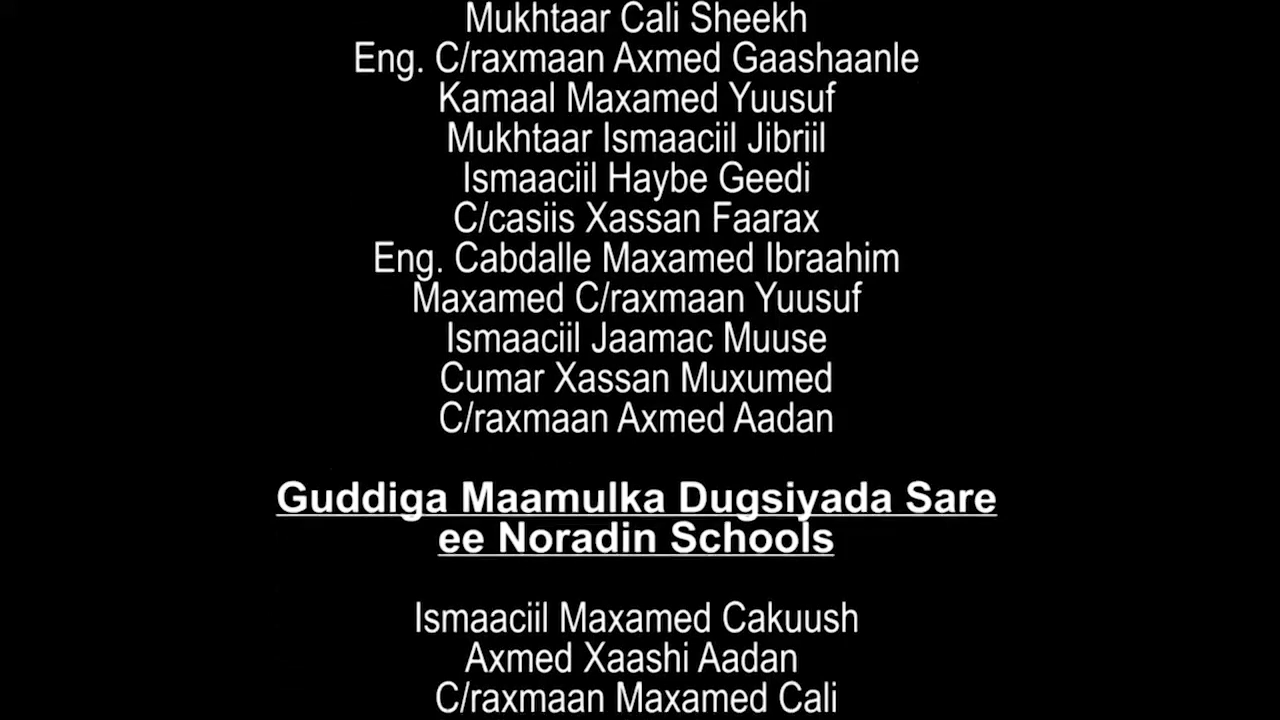 Mukhtaar Cali Sheekh
Eng. C/raxmaan Axmed Gaashaanle
Kamaal Maxamed Yuusuf
Mukhtaar Ismaaciil Jibriil
Ismaaciil Haybe Geedi
C/casiis Xassan Faarax
Eng. Cabdalle Maxamed Ibraahim
Maxamed C/raxmaan Yuusuf
Ismaaciil Jaamac Muuse
Cumar Xassan Muxumed
C/raxmaan Axmed Aadan
Guddiga Maamulka Dugsiyada Sare
ee Noradin Schools
Ismaaciil Maxamed Cakuush
Axmed Xaashi Aadan
C/raxmaan Maxamed Cali